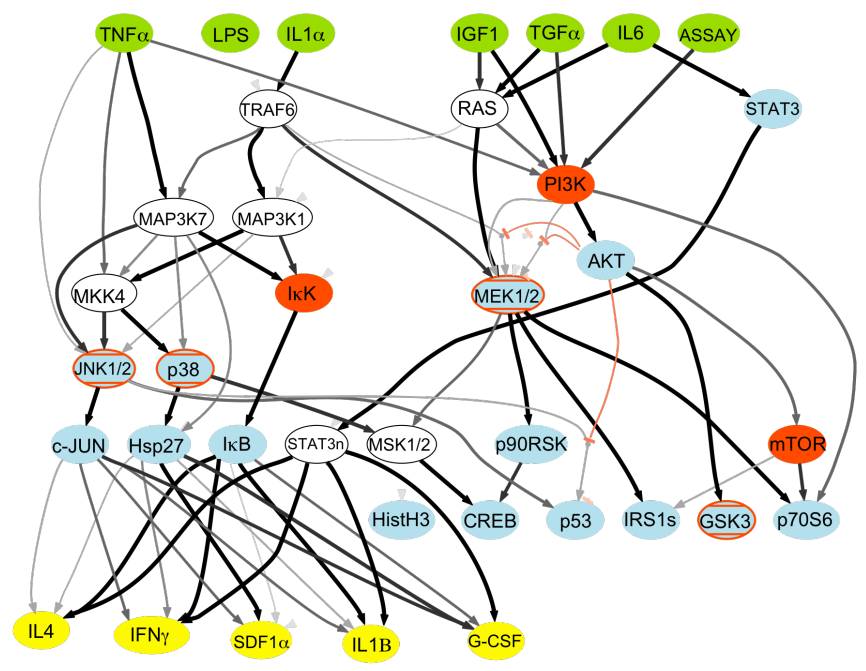 TNFα
LPS
IL1α
IGF1
TGFα
IL6
ASSAY
TRAF6
RAS
STAT3
PI3K
MAP3K7
MAP3K1
AKT
MKK4
IκK
MEK1/2
JNK1/2
p38
c-JUN
Hsp27
IκB
STAT3n
MSK1/2
p90RSK
mTOR
HistH3
CREB
p53
IRS1s
GSK3
p70S6
IL4
IFNγ
SDF1α
IL1B
G-CSF